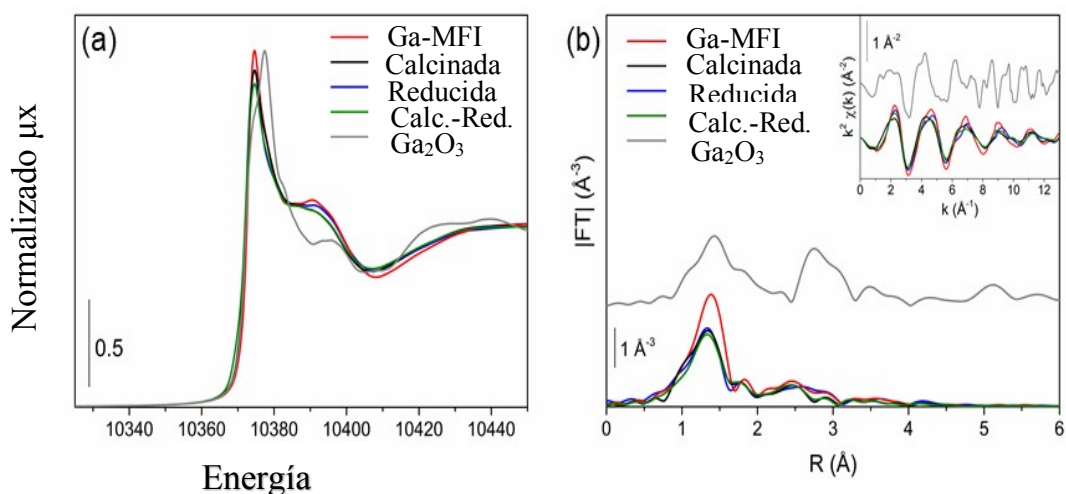 (a)
Ga-MFI
Calcinada
Reducida
Calc.-Red.
Ga₂O₃
Normalizado µx
0.5
10340 10360 10380 10400 10420 10440
Energía
(b)
Ga-MFI
Calcinada
Reducida
Calc.-Red.
Ga₂O₃
1 Å⁻²
k² χ(k) (Å⁻²)
0 2 4 6 8 10 12
k (Å⁻¹)
|FT| (Å⁻³)
1 Å⁻³
0 1 2 3 4 5 6
R (Å)